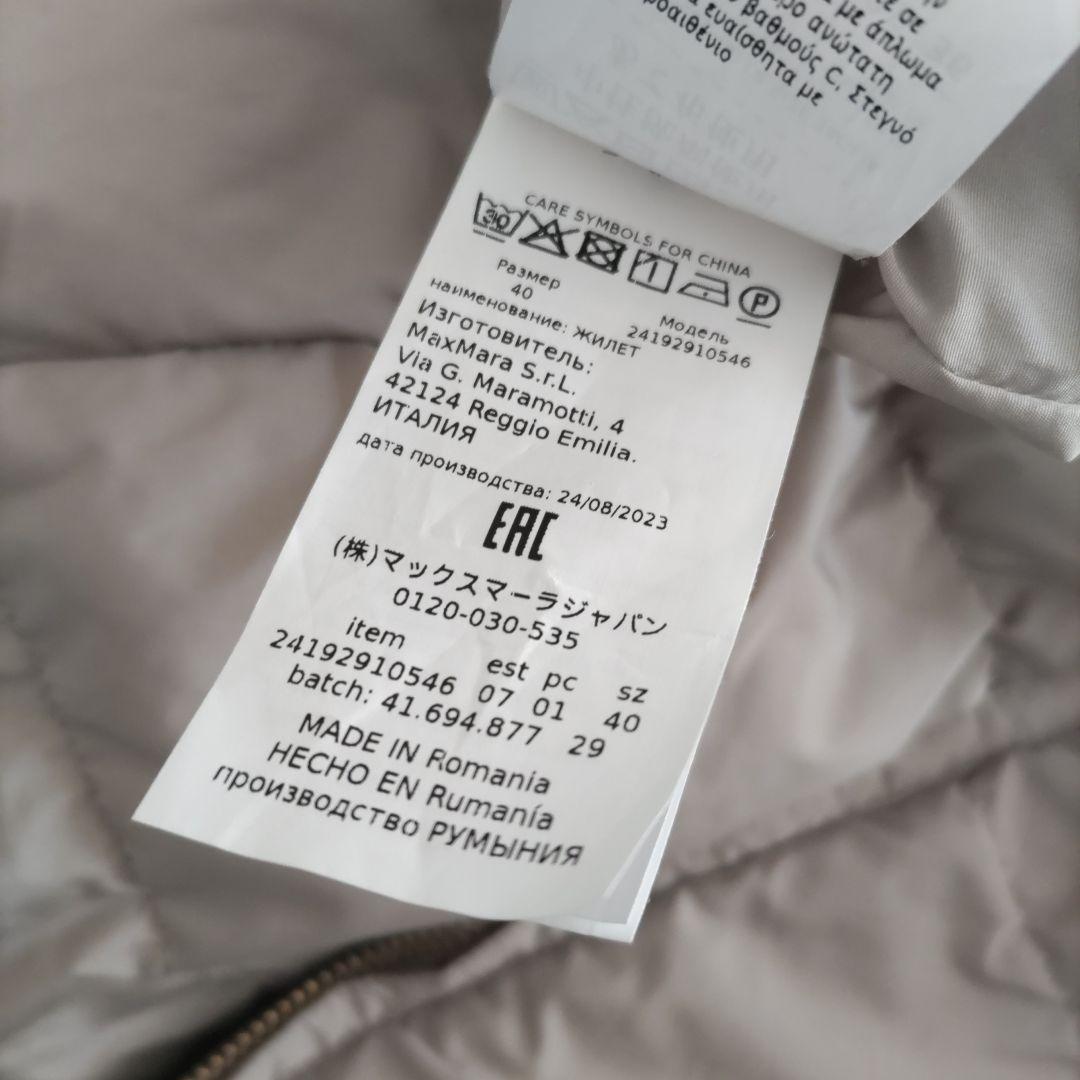 σε
με άπλωμα
ανώτατη
βαθμούς C. Στεγνό
ευαίσθητα με
CARE SYMBOLS FOR CHINA
30
P
Размер
40
Модель
24192910546
наименование: ЖИЛЕТ
Изготовитель:
MaxMara S.r.L.
Via G. Maramotti, 4
42124 Reggio Emilia.
ИТАЛИЯ
дата производства: 24/08/2023
EAC
(株)マックスマーラジャパン
0120-030-535
item est pc sz
24192910546 07 01 40
batch: 41.694.877 29
MADE IN Romania
HECHO EN Rumanía
производство РУМЫНИЯ